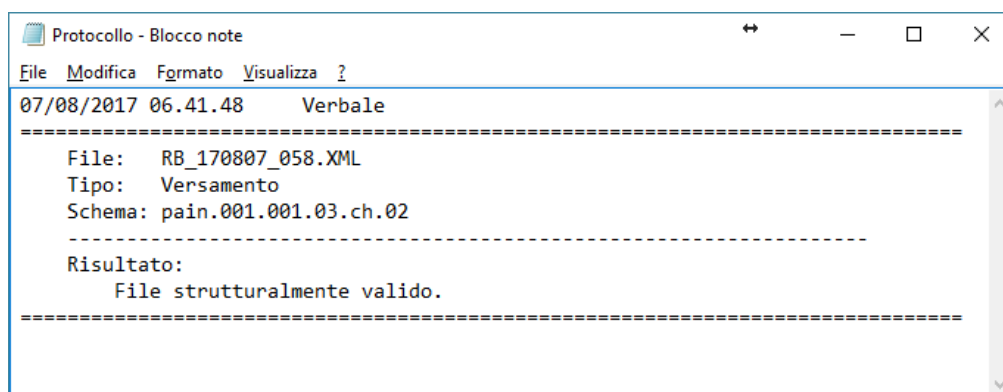 Protocollo - Blocco note
File Modifica Formato Visualizza ?
07/08/2017 06.41.48 Verbale
================================================================================
File: RB_170807_058.XML
Tipo: Versamento
Schema: pain.001.001.03.ch.02
--------------------------------------------------------------------
Risultato:
File strutturalmente valido.
================================================================================